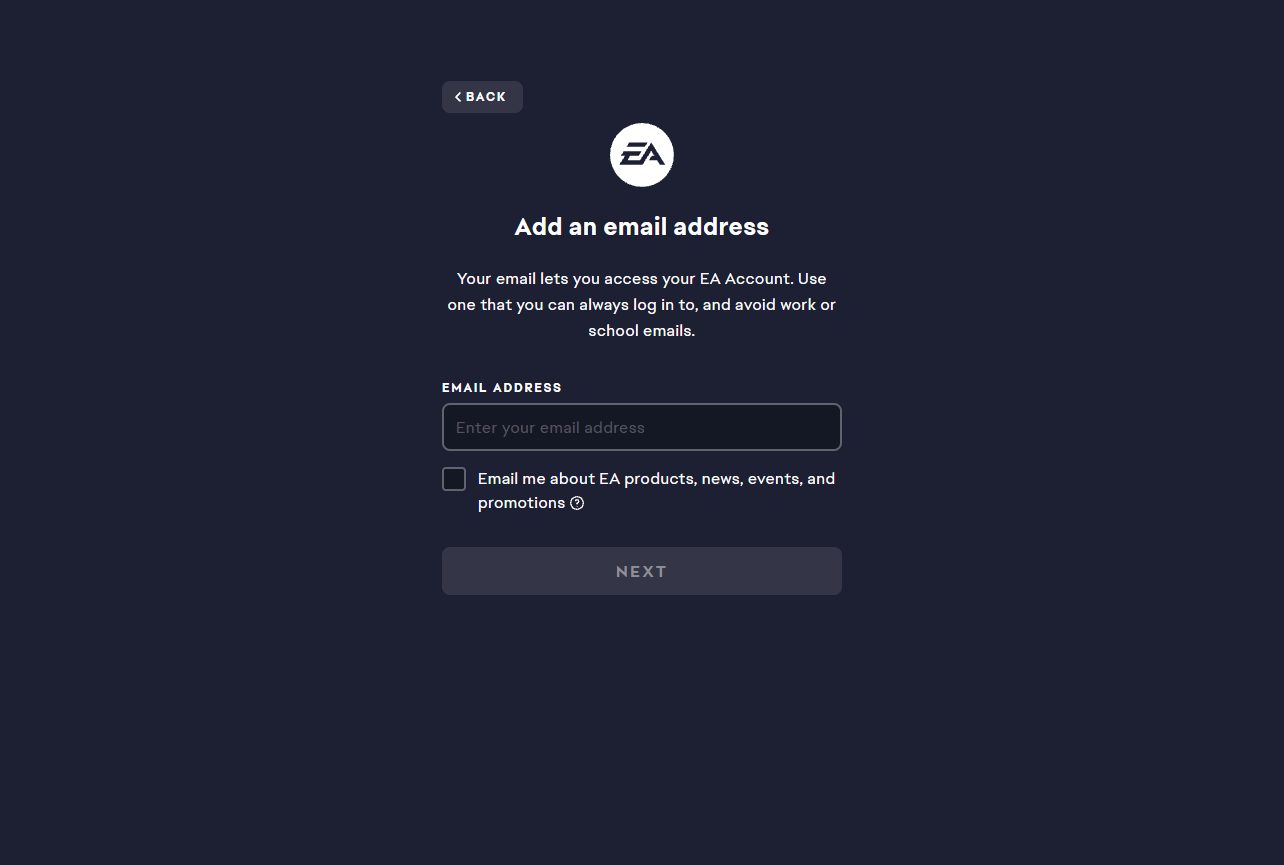 BACK
EA
Add an email address
Your email lets you access your EA Account. Use
one that you can always log in to, and avoid work or
school emails.
EMAIL ADDRESS
Enter your email address
Email me about EA products, news, events, and
promotions ?
NEXT